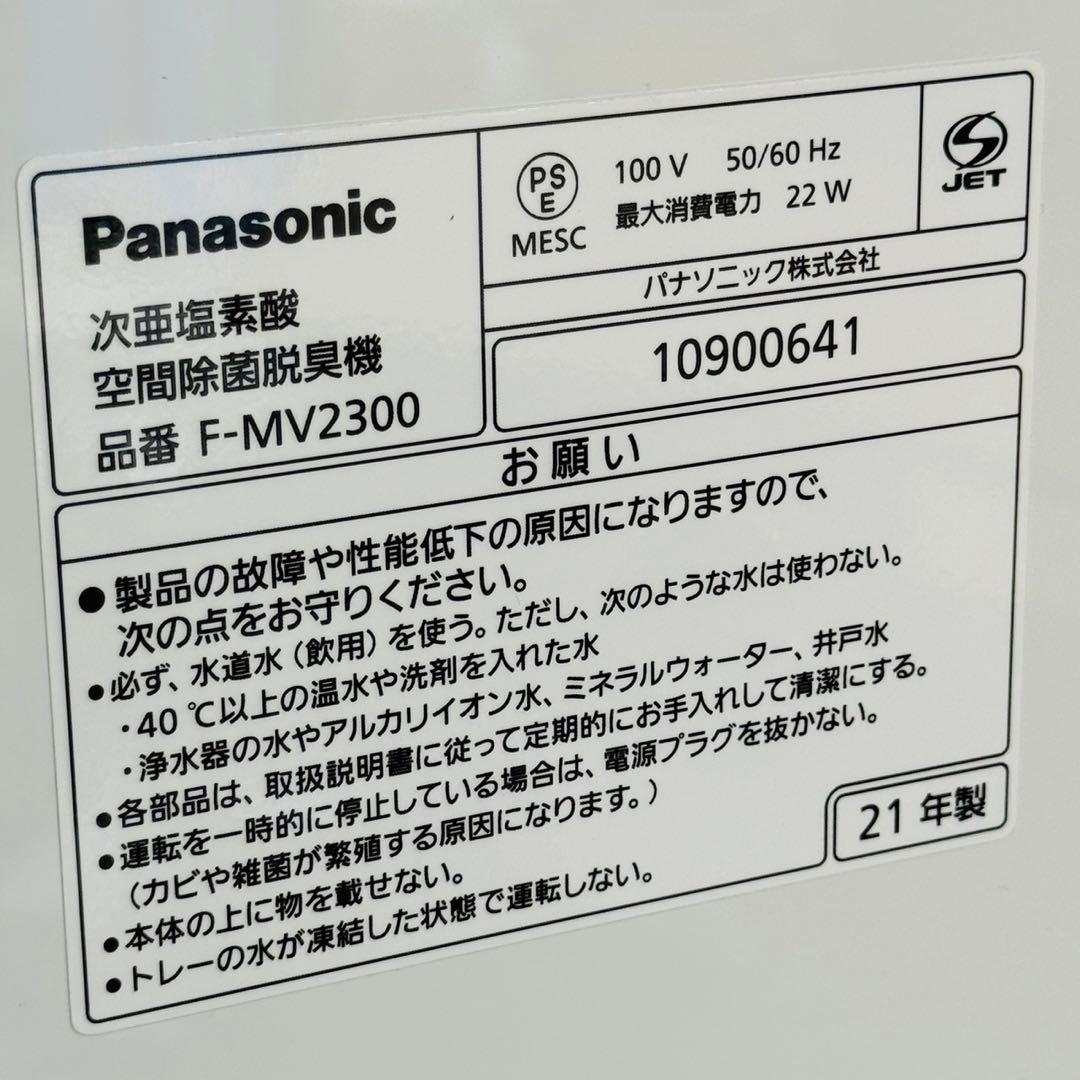 Panasonic
次亜塩素酸
空間除菌脱臭機
品番 F-MV2300
PS
E
MESC
100 V 50/60 Hz
最大消費電力 22 W
S
JET
パナソニック株式会社
10900641
お願い
●製品の故障や性能低下の原因になりますので、
次の点をお守りください。
●必ず、水道水(飲用)を使う。ただし、次のような水は使わない。
・40 ℃以上の温水や洗剤を入れた水
・浄水器の水やアルカリイオン水、ミネラルウォーター、井戸水
●各部品は、取扱説明書に従って定期的にお手入れして清潔にする。
●運転を一時的に停止している場合は、電源プラグを抜かない。
(カビや雑菌が繁殖する原因になります。)
●本体の上に物を載せない。
●トレーの水が凍結した状態で運転しない。
21 年製